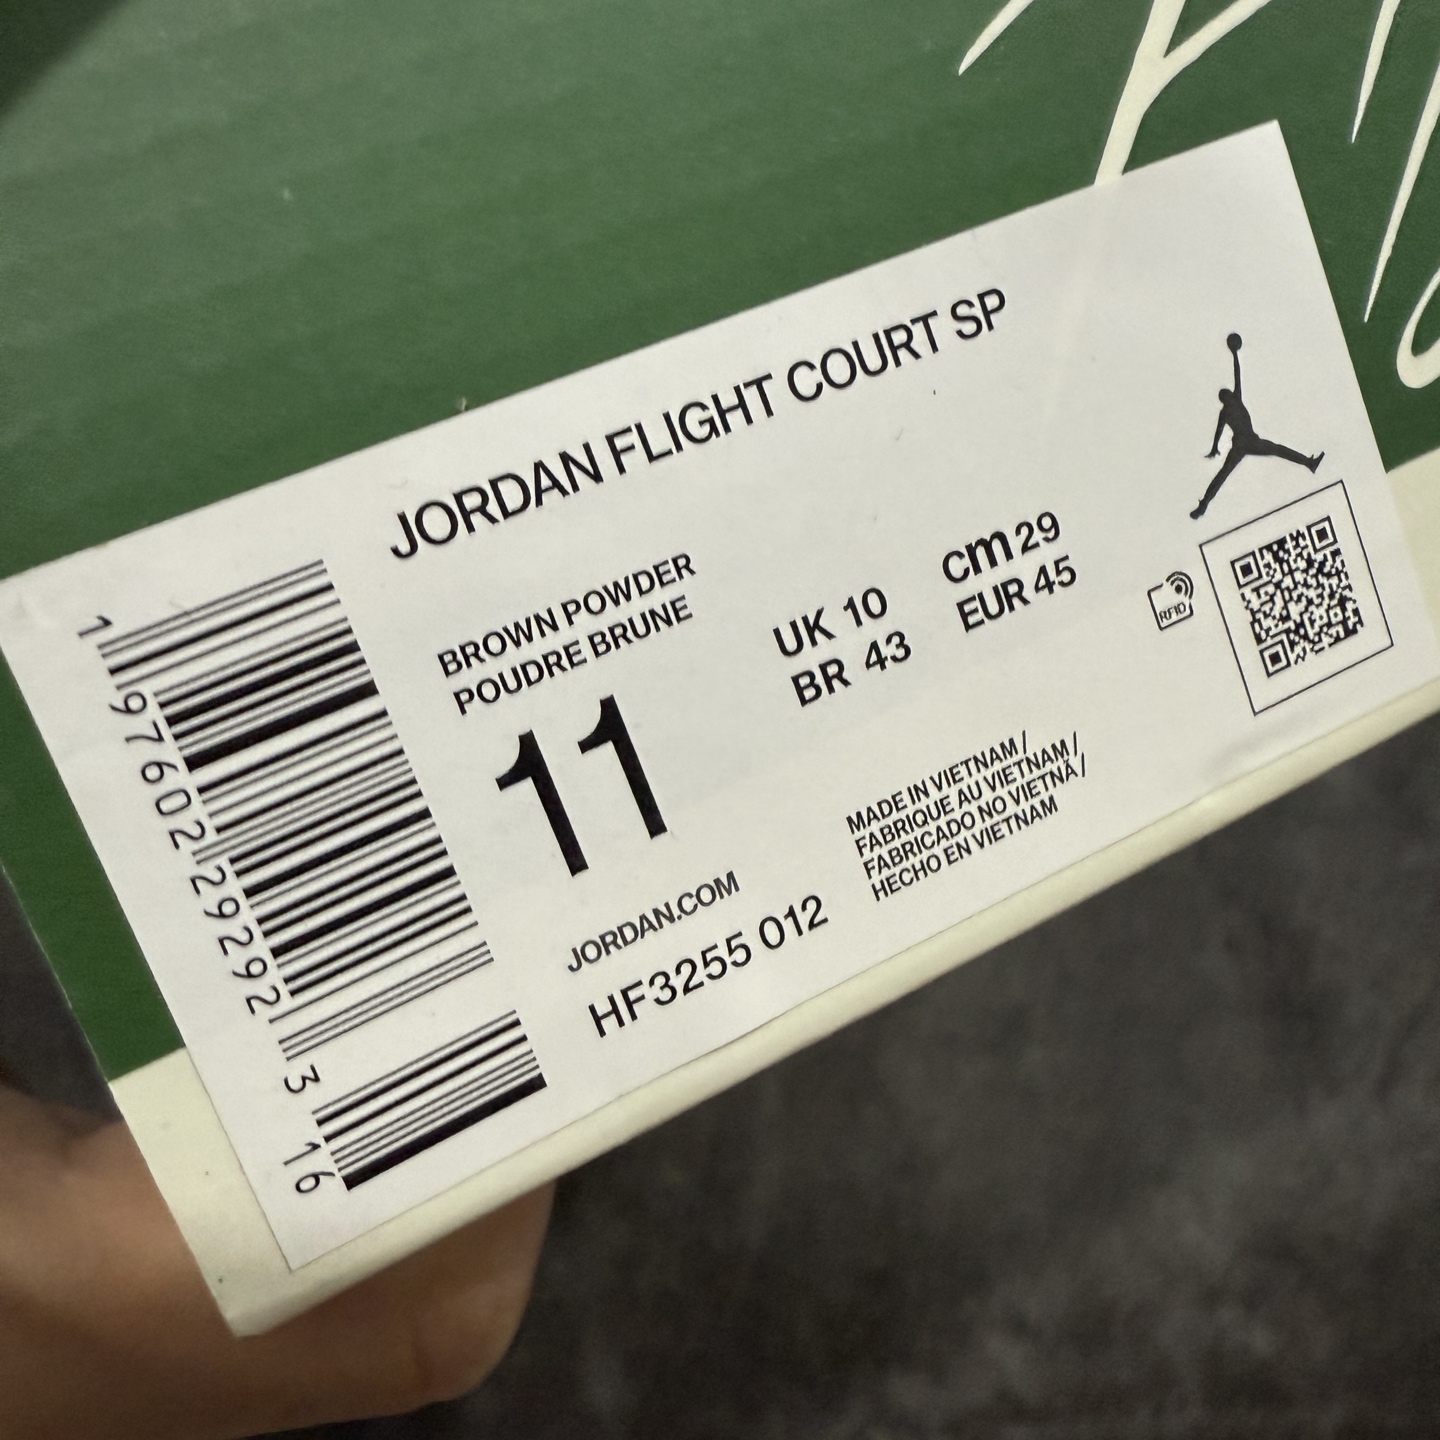 JORDAN FLIGHT COURT SP
BROWN POWDER
POUDRE BRUNE
11
UK 10
BR 43
cm 29
EUR 45
RFID
MADE IN VIETNAM /
FABRIQUE AU VIETNAM /
FABRICADO NO VIETNÃ /
HECHO EN VIETNAM
JORDAN.COM
HF3255 012
1 97602 29292 3
16